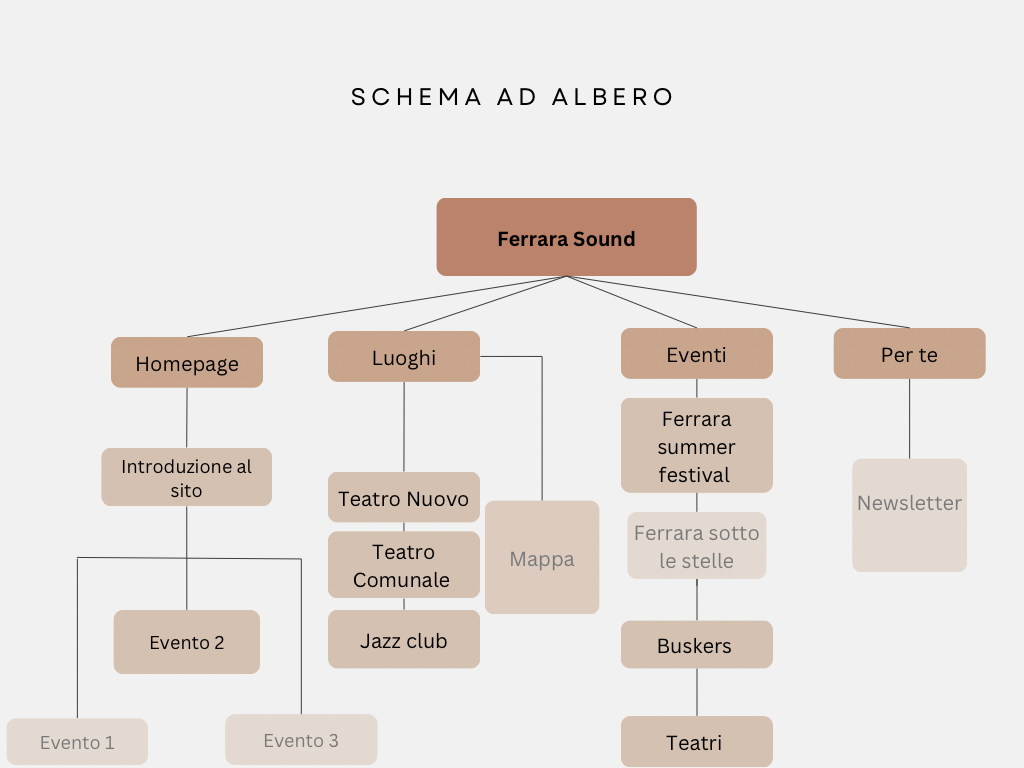 SCHEMA AD ALBERO
Ferrara Sound
Homepage
Luoghi
Eventi
Per te
Introduzione al
sito
Evento 2
Evento 1
Evento 3
Teatro Nuovo
Teatro
Comunale
Jazz club
Mappa
Ferrara
summer
festival
Ferrara sotto
le stelle
Buskers
Teatri
Newsletter